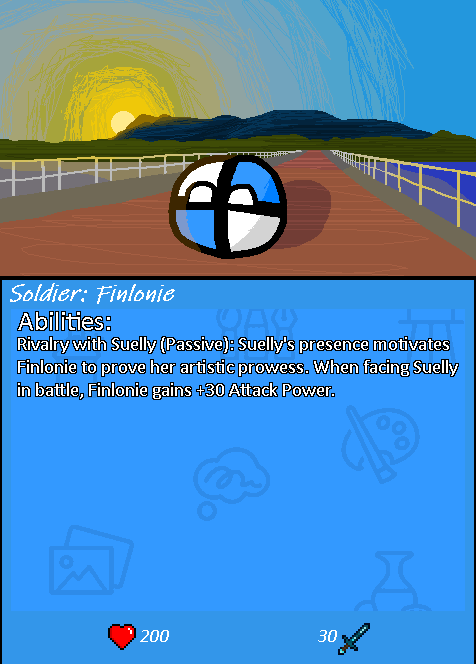 Soldier: Finlonie
Abilities:
Rivalry with Suelly (Passive): Suelly's presence motivates
Finlonie to prove her artistic prowess. When facing Suelly
in battle, Finlonie gains +30 Attack Power.
200
30